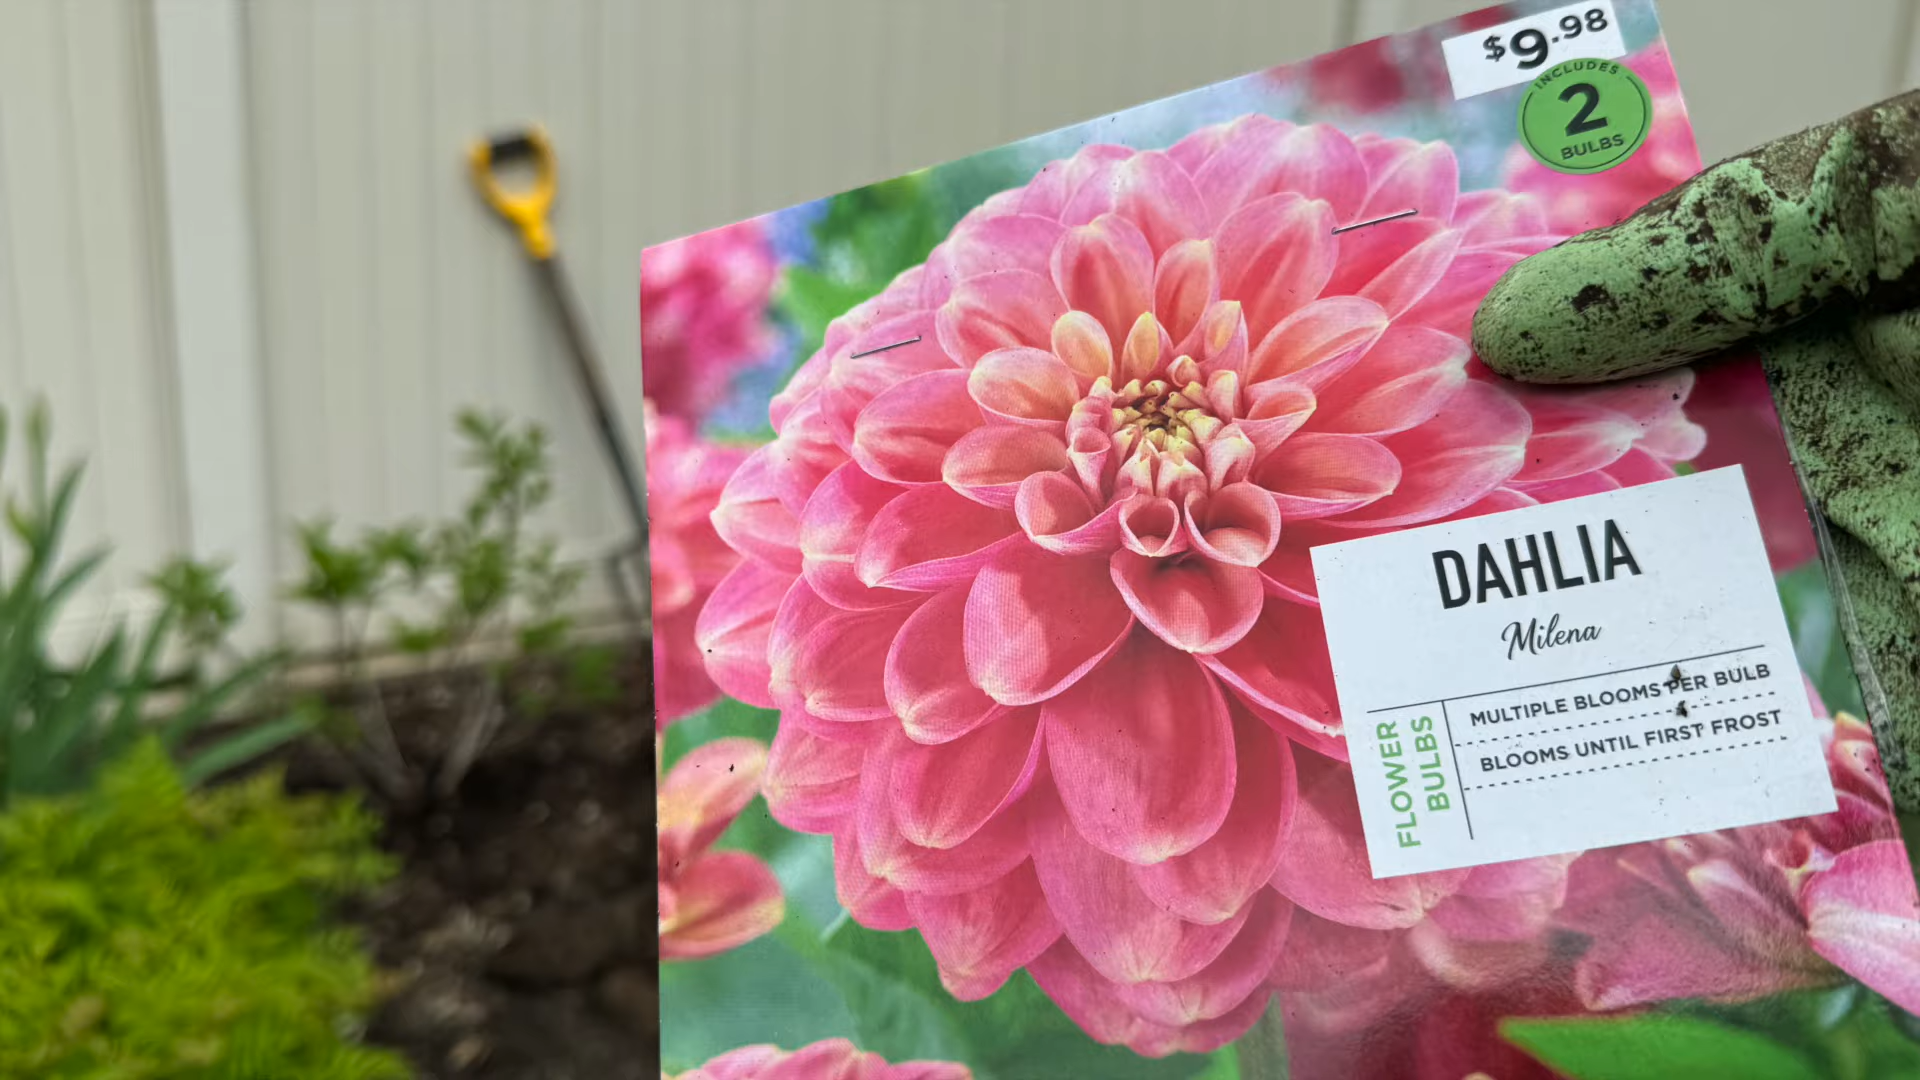 $9.98
INCLUDES
2
BULBS
DAHLIA
Milena
FLOWER
BULBS
MULTIPLE BLOOMS PER BULB
BLOOMS UNTIL FIRST FROST